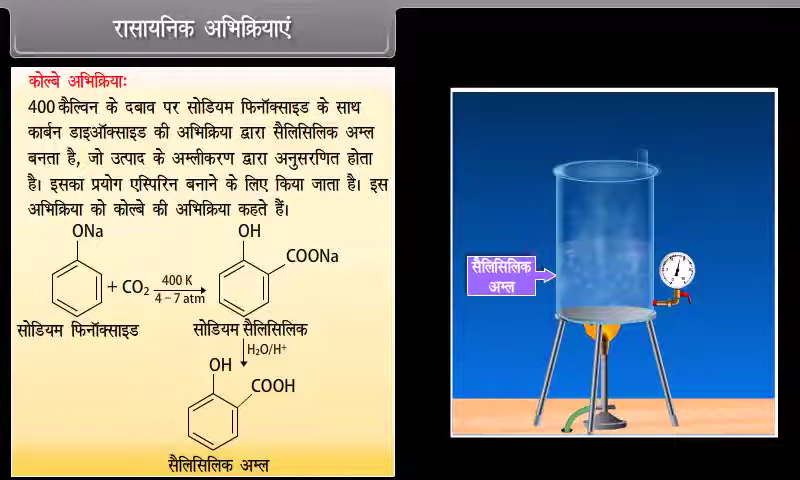 रासायनिक अभिक्रियाएं
कोल्बे अभिक्रियाः
400 कैल्विन के दबाव पर सोडियम फिनॉक्साइड के साथ
कार्बन डाइऑक्साइड की अभिक्रिया द्वारा सैलिसिलिक अम्ल
बनता है, जो उत्पाद के अम्लीकरण द्वारा अनुसरणित होता
है। इसका प्रयोग एस्पिरिन बनाने के लिए किया जाता है। इस
अभिक्रिया को कोल्बे की अभिक्रिया कहते हैं।
ONa
OH
COONa
+ CO₂
400 K
4 – 7 atm
सोडियम फिनॉक्साइड
सोडियम सैलिसिलिक
H₂O/H⁺
OH
COOH
सैलिसिलिक अम्ल
सैलिसिलिक
अम्ल